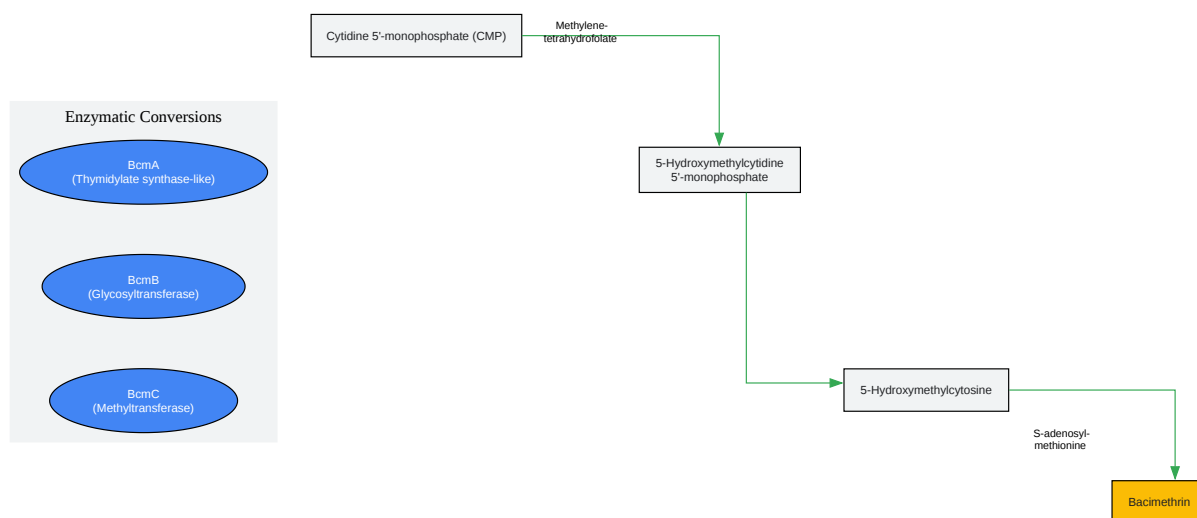 Cytidine 5'-monophosphate (CMP)
Methylene-
tetrahydrofolate
Enzymatic Conversions
BcmA
(Thymidylate synthase-like)
5-Hydroxymethylcytidine
5'-monophosphate
BcmB
(Glycosyltransferase)
BcmC
(Methyltransferase)
5-Hydroxymethylcytosine
S-adenosyl-
methionine
Bacimethrin